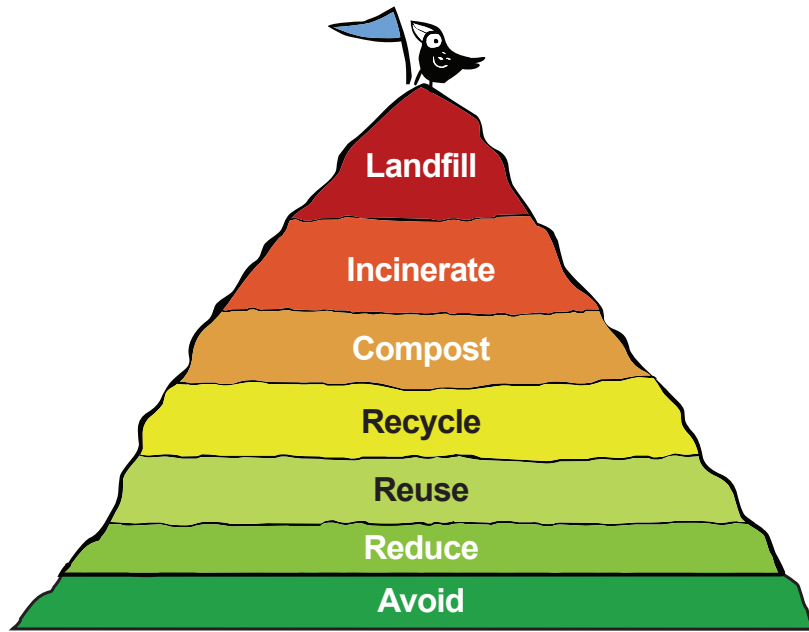 Landfill
Incinerate
Compost
Recycle
Reuse
Reduce
Avoid